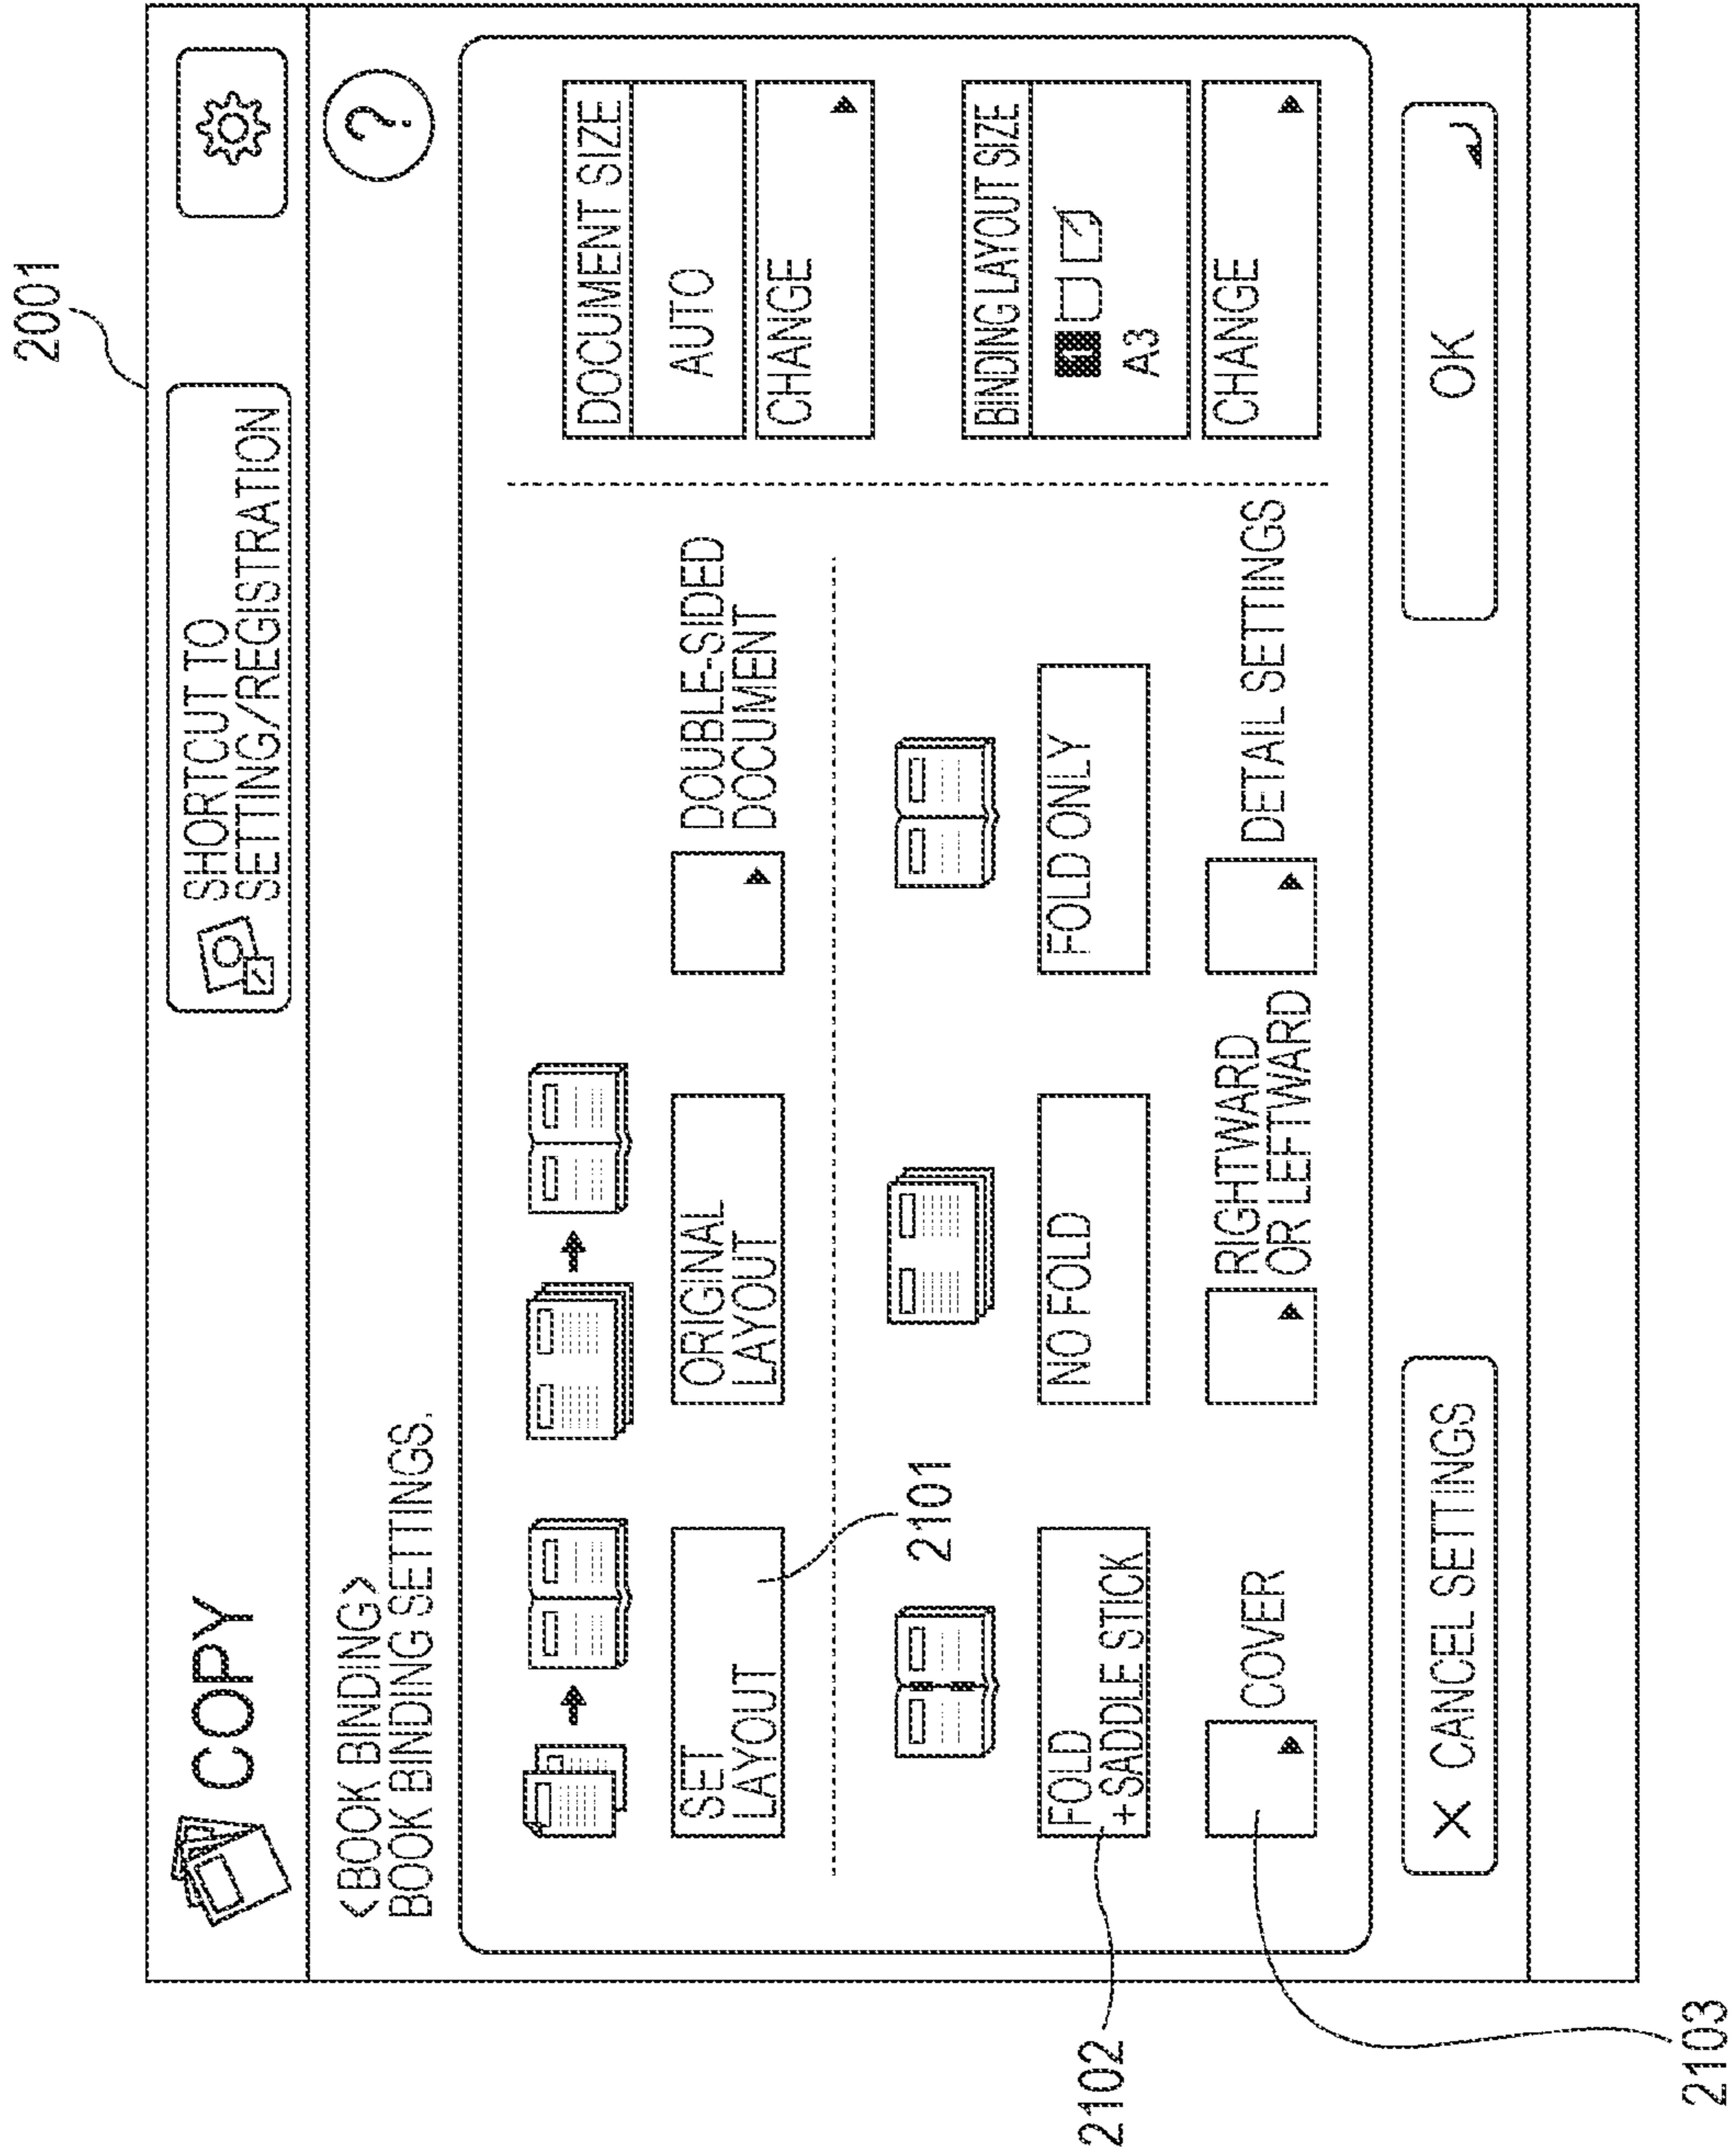 2001
COPY
SHORTCUT TO
SETTING/REGISTRATION
<BOOK BINDING>
BOOK BINDING SETTINGS.
?
SET
LAYOUT
ORIGINAL
LAYOUT
DOUBLE-SIDED
DOCUMENT
2101
FOLD
+SADDLE STICK
NO FOLD
FOLD ONLY
COVER
RIGHTWARD
OR LEFTWARD
DETAIL SETTINGS
DOCUMENT SIZE
AUTO
CHANGE
BINDING LAYOUT SIZE
1
A3
CHANGE
X CANCEL SETTINGS
OK
2102
2103